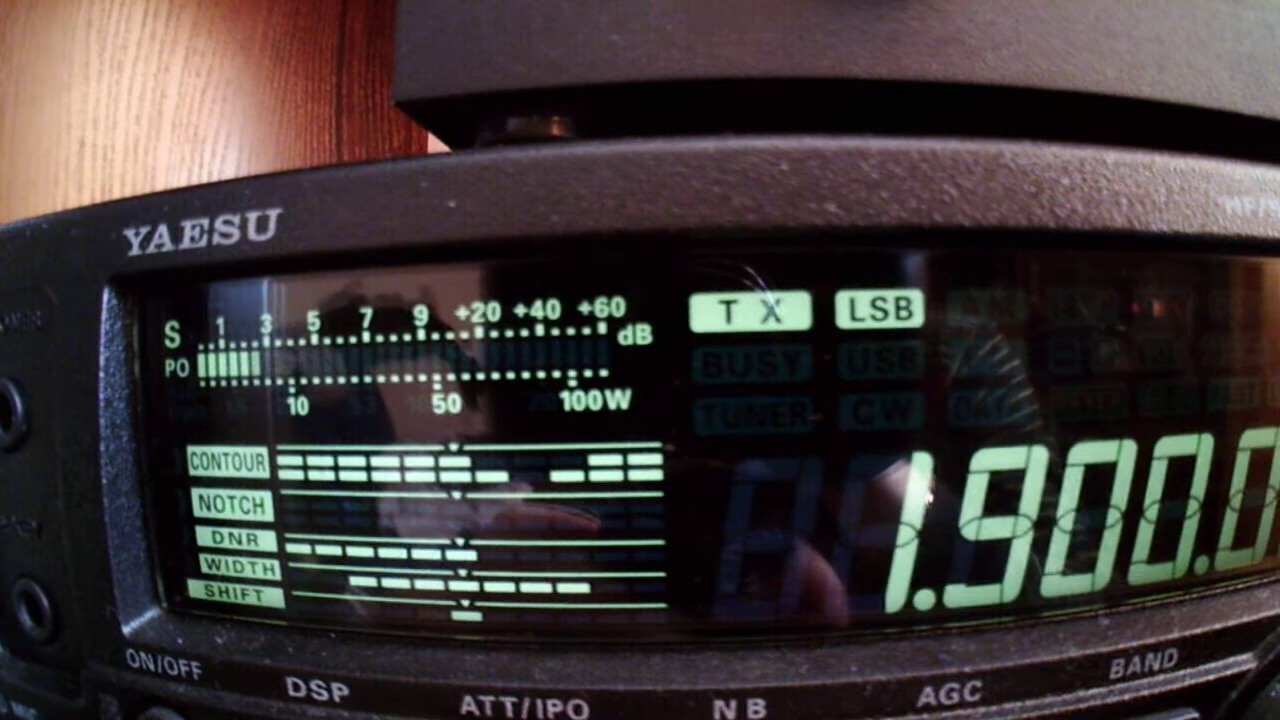 YAESU
S 1 3 5 7 9 +20 +40 +60 dB
PO
10 50 100W
TX LSB
BUSY USB
TUNER CW
CONTOUR
NOTCH
DNR
WIDTH
SHIFT
1.900.0
ON/OFF DSP ATT/IPO NB AGC BAND